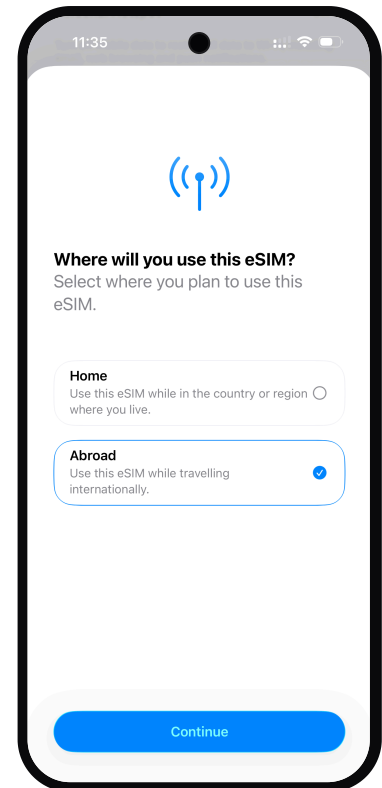 11:35
Where will you use this eSIM?
Select where you plan to use this
eSIM.
Home
Use this eSIM while in the country or region
where you live.
Abroad
Use this eSIM while travelling
internationally.
Continue